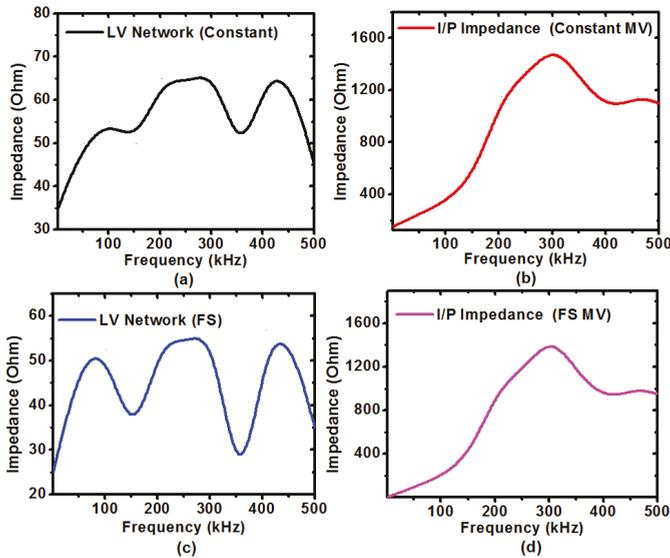 LV Network (Constant)
Impedance (Ohm)
80
70
60
50
40
30
100 200 300 400 500
Frequency (kHz)
(a)
I/P Impedance (Constant MV)
Impedance (Ohm)
1600
1200
800
400
100 200 300 400 500
Frequency (kHz)
(b)
LV Network (FS)
Impedance (Ohm)
60
50
40
30
20
100 200 300 400 500
Frequency (kHz)
(c)
I/P Impedance (FS MV)
Impedance (Ohm)
1600
1200
800
400
100 200 300 400 500
Frequency (kHz)
(d)